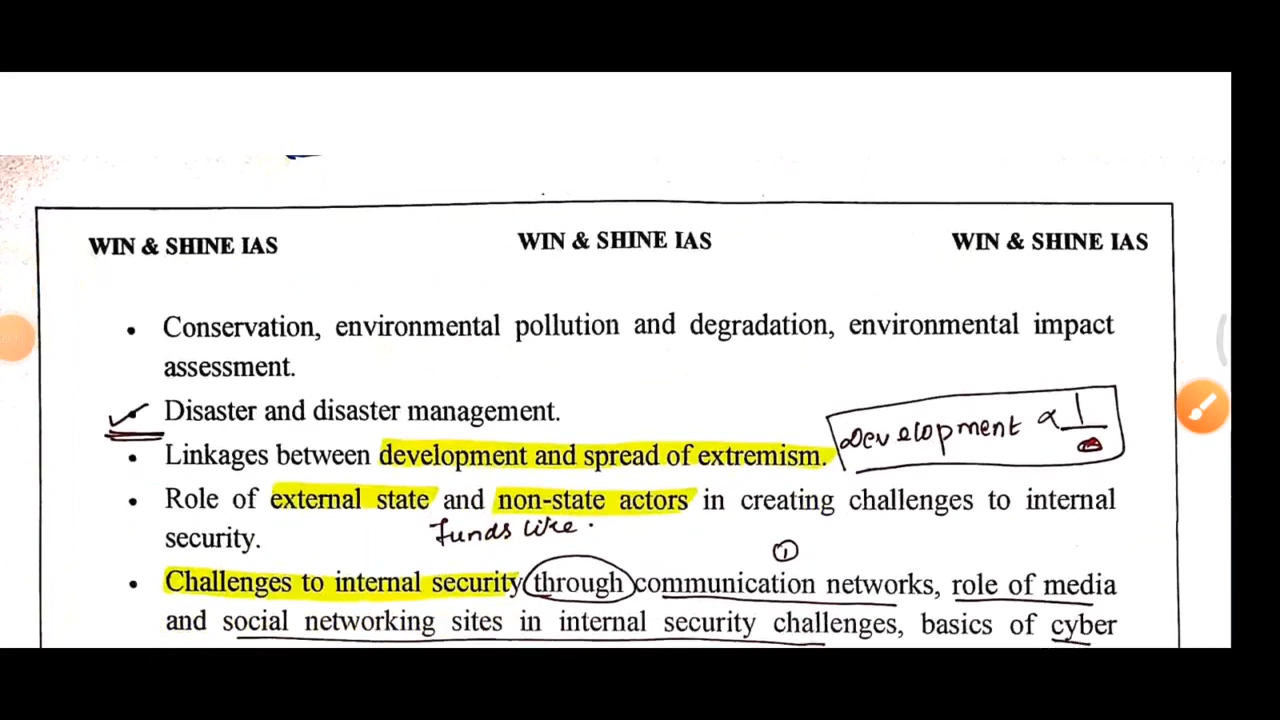 WIN & SHINE IAS WIN & SHINE IAS WIN & SHINE IAS
• Conservation, environmental pollution and degradation, environmental impact
assessment.
Disaster and disaster management.
Development ∝ 1
• Linkages between development and spread of extremism.
• Role of external state and non-state actors in creating challenges to internal
security.
funds like
1
• Challenges to internal security through communication networks, role of media
and social networking sites in internal security challenges, basics of cyber